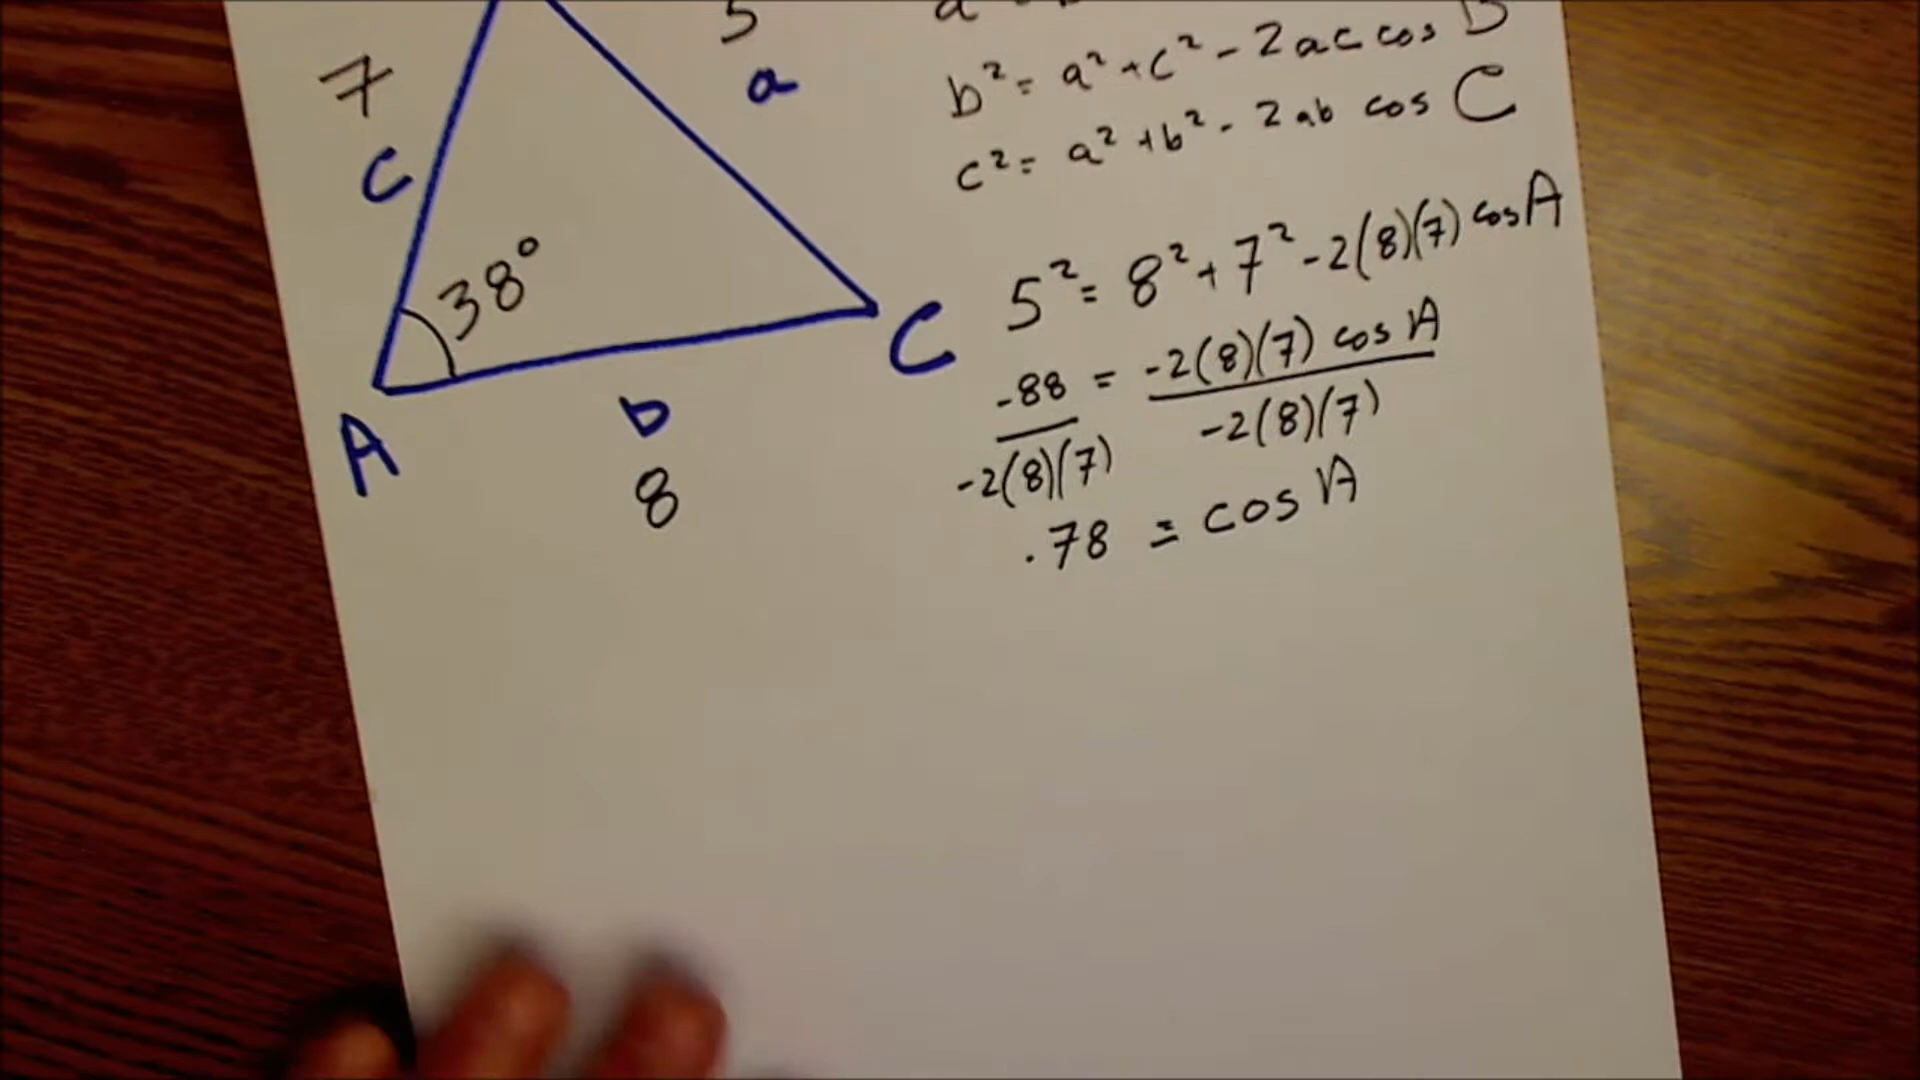 7
5
a
c
38°
A
b
8
C
b² = a² + c² - 2ac cos B
c² = a² + b² - 2ab cos C
5² = 8² + 7² - 2(8)(7) cos A
-88 = -2(8)(7) cos A
-2(8)(7) -2(8)(7)
.78 = cos A